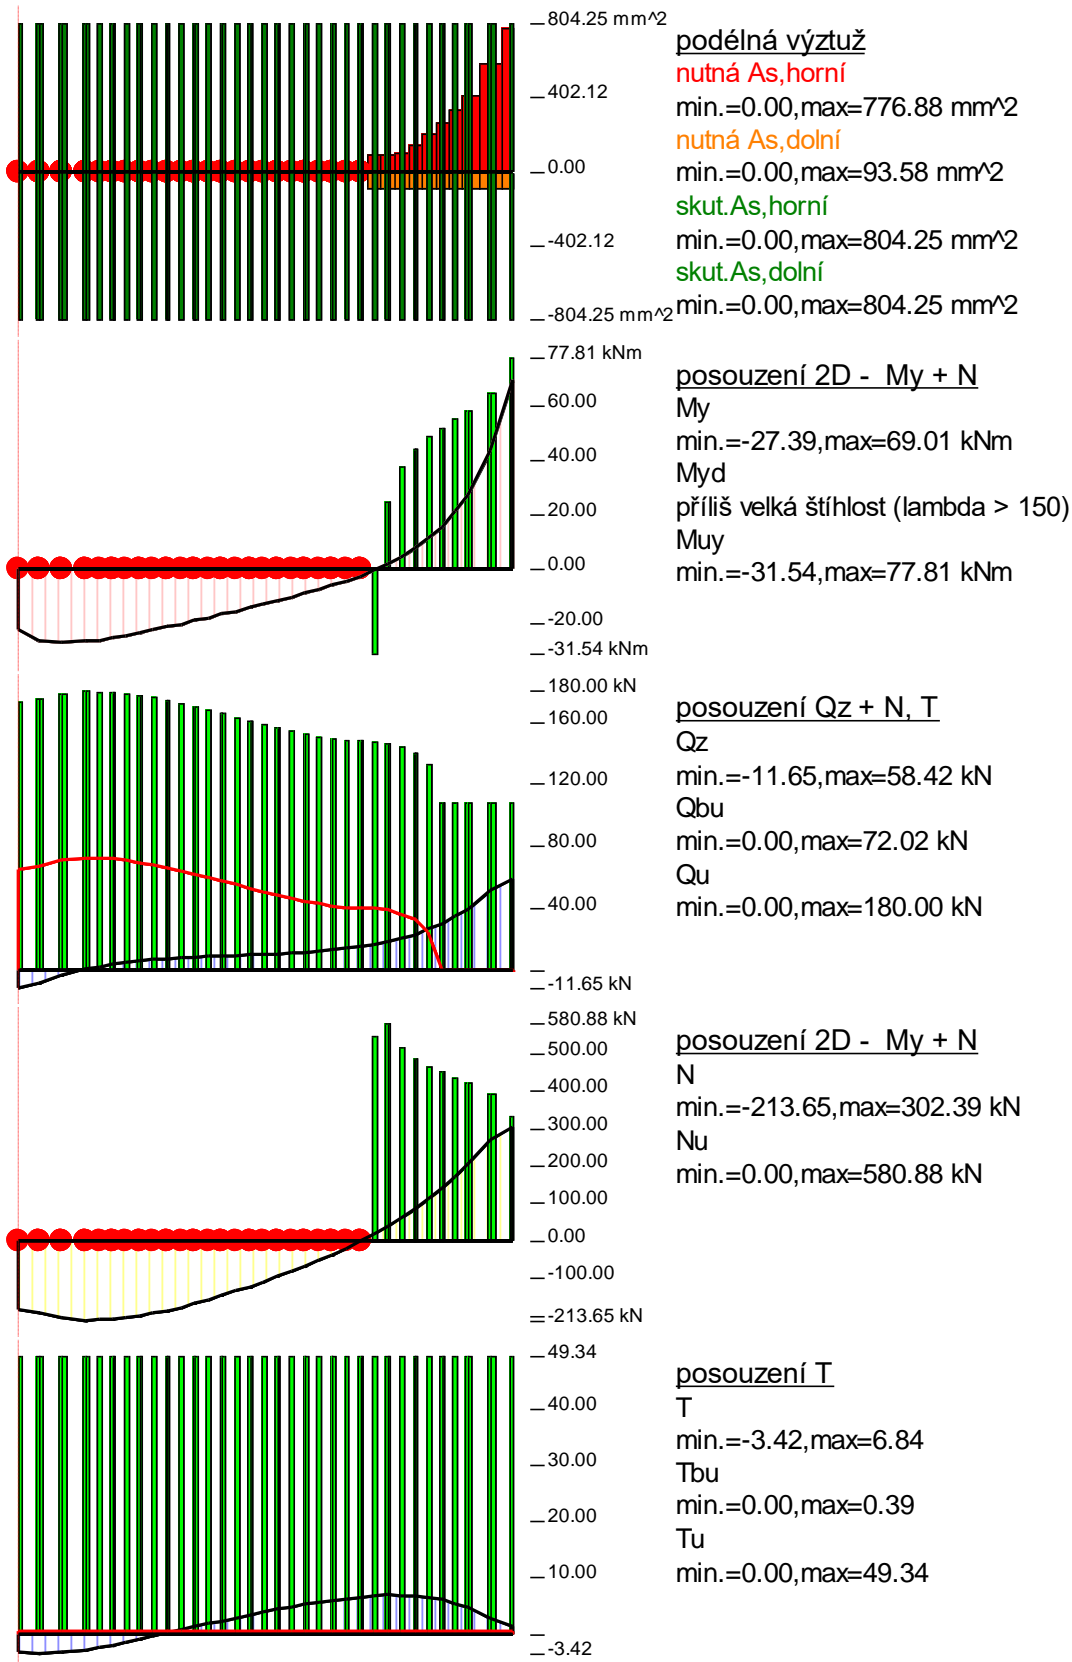 804.25 mm^2
402.12
0.00
-402.12
-804.25 mm^2
podélná výztuž
nutná As,horní
min.=0.00,max=776.88 mm^2
nutná As,dolní
min.=0.00,max=93.58 mm^2
skut.As,horní
min.=0.00,max=804.25 mm^2
skut.As,dolní
min.=0.00,max=804.25 mm^2
77.81 kNm
60.00
40.00
20.00
0.00
-20.00
-31.54 kNm
posouzení 2D - My + N
My
min.=-27.39,max=69.01 kNm
Myd
příliš velká štíhlost (lambda > 150)
Muy
min.=-31.54,max=77.81 kNm
180.00 kN
160.00
120.00
80.00
40.00
-11.65 kN
posouzení Qz + N, T
Qz
min.=-11.65,max=58.42 kN
Qbu
min.=0.00,max=72.02 kN
Qu
min.=0.00,max=180.00 kN
580.88 kN
500.00
400.00
300.00
200.00
100.00
0.00
-100.00
-213.65 kN
posouzení 2D - My + N
N
min.=-213.65,max=302.39 kN
Nu
min.=0.00,max=580.88 kN
49.34
40.00
30.00
20.00
10.00
-3.42
posouzení T
T
min.=-3.42,max=6.84
Tbu
min.=0.00,max=0.39
Tu
min.=0.00,max=49.34